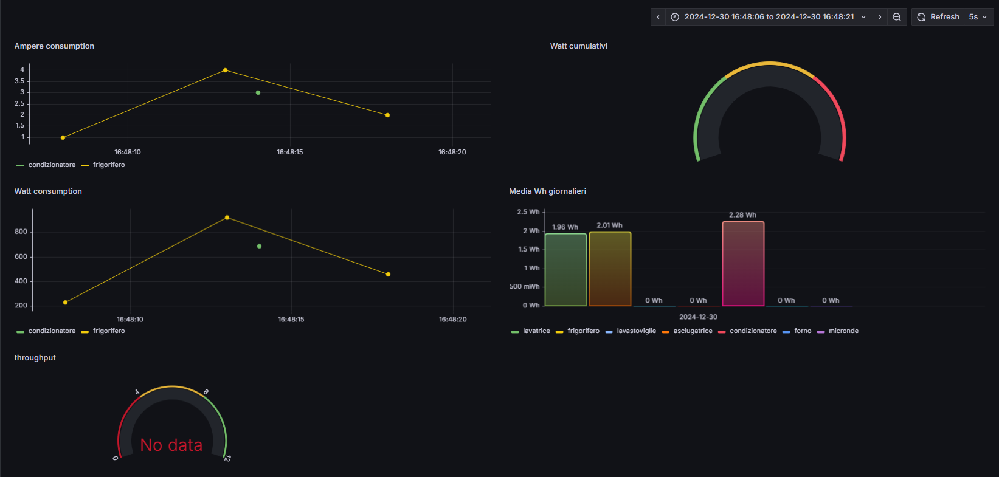 2024-12-30 16:48:06 to 2024-12-30 16:48:21
Refresh
5s
Ampere consumption
4
3.5
3
2.5
2
1.5
1
16:48:10
16:48:15
16:48:20
condizionatore
frigorifero
Watt cumulativi
Watt consumption
800
600
400
200
16:48:10
16:48:15
16:48:20
condizionatore
frigorifero
Media Wh giornalieri
2.5 Wh
2 Wh
1.5 Wh
1 Wh
500 mWh
0 Wh
1.96 Wh
2.01 Wh
0 Wh
0 Wh
2.28 Wh
0 Wh
0 Wh
2024-12-30
lavatrice
frigorifero
lavastoviglie
asciugatrice
condizionatore
forno
micronde
throughput
0
4
8
12
No data